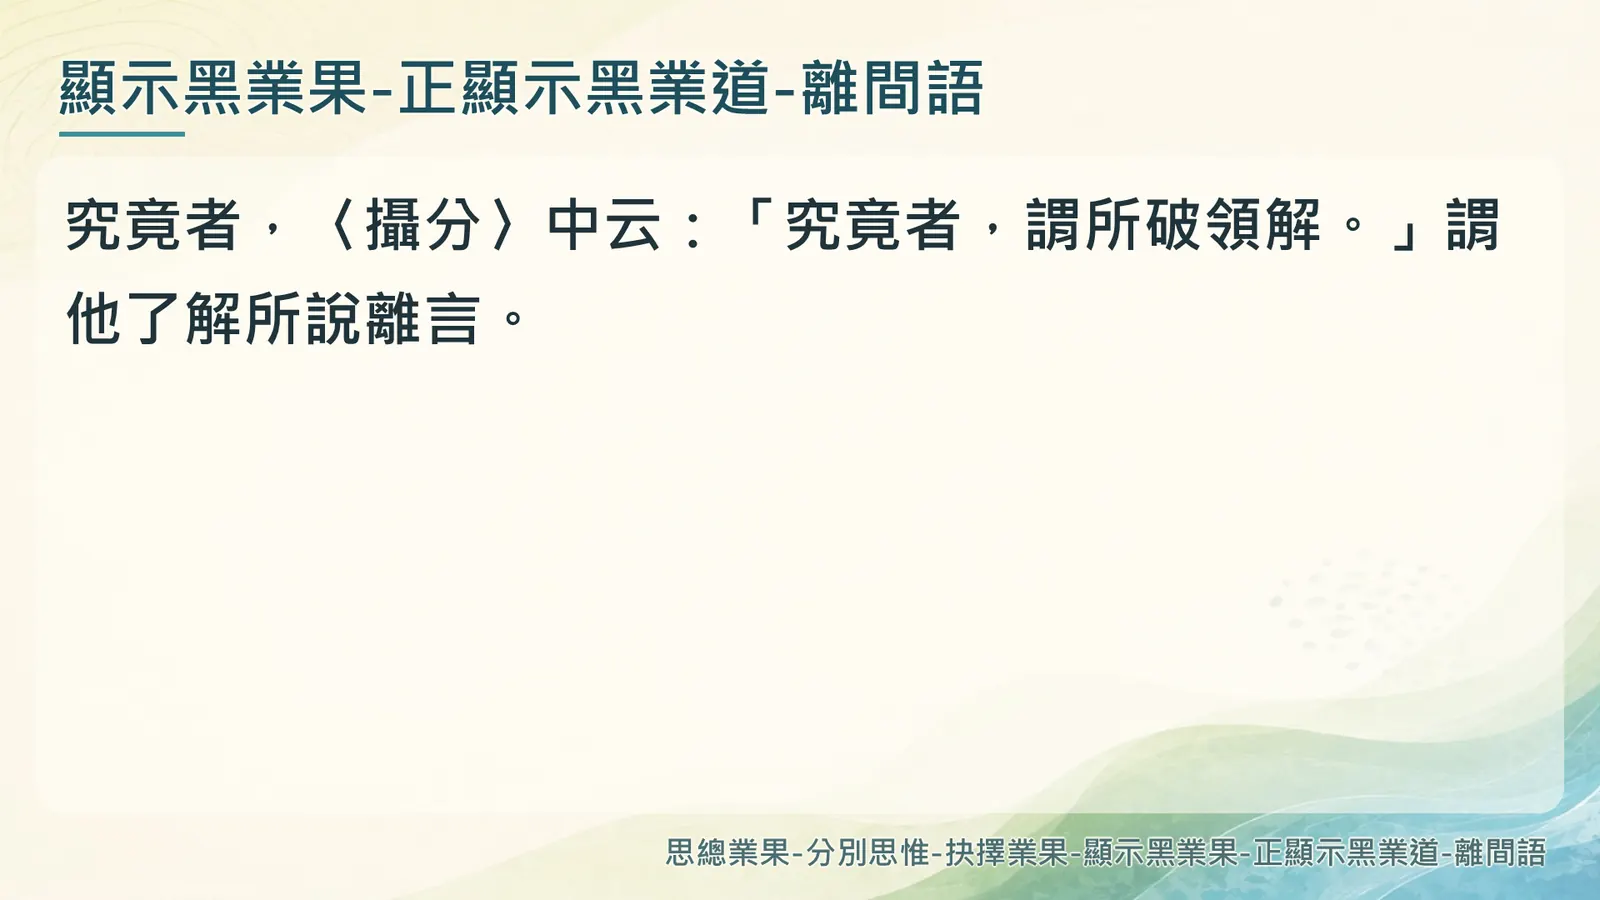 顯示黑業果-正顯示黑業道-離間語
究竟者，〈攝分〉中云：「究竟者，謂所破領解。」謂
他了解所說離言。
思總業果-分別思惟-抉擇業果-顯示黑業果-正顯示黑業道-離間語